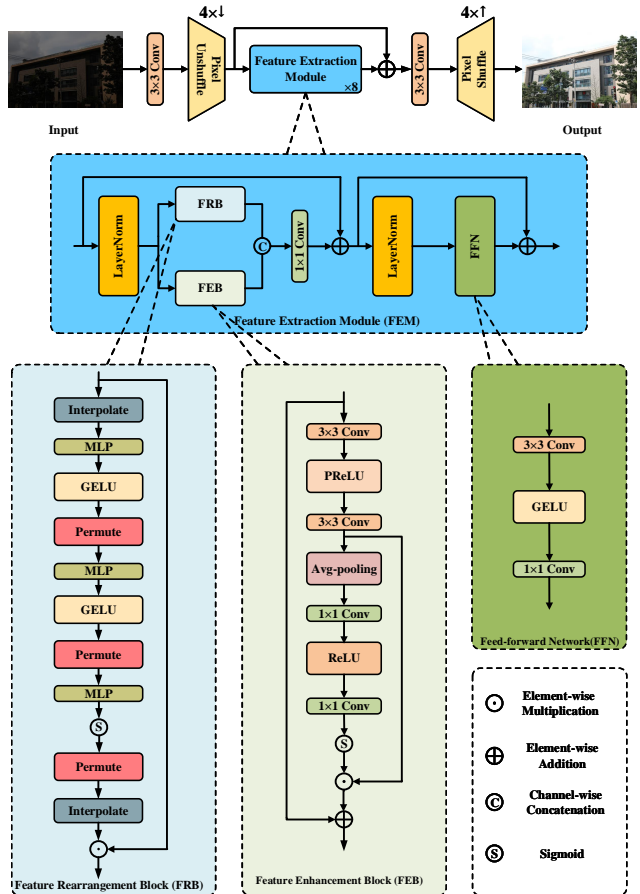 4×↓
4×↑
3×3 Conv
Pixel
Unshuffle
Feature Extraction
Module
×8
3×3 Conv
Pixel
Shuffle
Input
Output
LayerNorm
FRB
FEB
C
1×1 Conv
LayerNorm
FFN
Feature Extraction Module (FEM)
Interpolate
MLP
GELU
Permute
MLP
GELU
Permute
MLP
S
Permute
Interpolate
Feature Rearrangement Block (FRB)
3×3 Conv
PReLU
3×3 Conv
Avg-pooling
1×1 Conv
ReLU
1×1 Conv
S
Feature Enhancement Block (FEB)
3×3 Conv
GELU
1×1 Conv
Feed-forward Network(FFN)
Element-wise
Multiplication
Element-wise
Addition
C
Channel-wise
Concatenation
S
Sigmoid